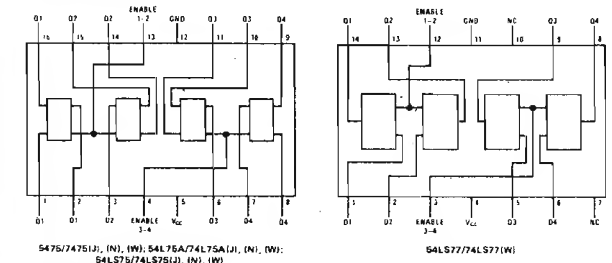 ENABLE
Q1 Q2 Q2 1-2 GND Q3 Q3 Q4
16 15 14 13 12 11 10 9
1 2 3 4 5 6 7 8
Q1 D1 D2 ENABLE VCC D3 D4 Q4
3-4
5475/7475(J), (N), (W); 54L75A/74L75A(J), (N), (W);
54LS75/74LS75(J), (N), (W)
ENABLE
Q1 Q2 1-2 GND NC Q3 Q4
14 13 12 11 10 9 8
1 2 3 4 5 6 7
D1 D2 ENABLE VCC D3 D4 NC
3-4
54LS77/74LS77(W)